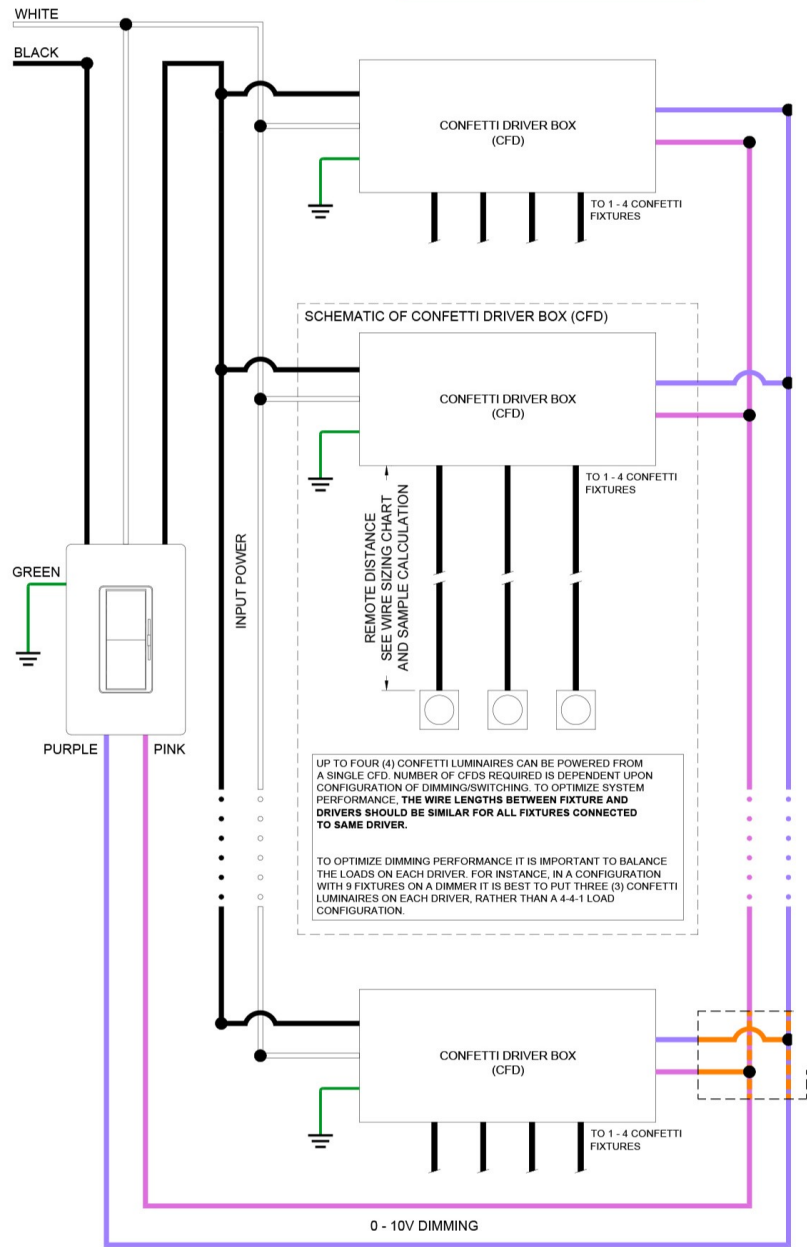 WHITE
BLACK
CONFETTI DRIVER BOX
(CFD)
TO 1 - 4 CONFETTI
FIXTURES
SCHEMATIC OF CONFETTI DRIVER BOX (CFD)
CONFETTI DRIVER BOX
(CFD)
TO 1 - 4 CONFETTI
FIXTURES
REMOTE DISTANCE
SEE WIRE SIZING CHART
AND SAMPLE CALCULATION
INPUT POWER
GREEN
PURPLE
PINK
UP TO FOUR (4) CONFETTI LUMINAIRES CAN BE POWERED FROM
A SINGLE CFD. NUMBER OF CFDS REQUIRED IS DEPENDENT UPON
CONFIGURATION OF DIMMING/SWITCHING. TO OPTIMIZE SYSTEM
PERFORMANCE, THE WIRE LENGTHS BETWEEN FIXTURE AND
DRIVERS SHOULD BE SIMILAR FOR ALL FIXTURES CONNECTED
TO SAME DRIVER.
TO OPTIMIZE DIMMING PERFORMANCE IT IS IMPORTANT TO BALANCE
THE LOADS ON EACH DRIVER. FOR INSTANCE, IN A CONFIGURATION
WITH 9 FIXTURES ON A DIMMER IT IS BEST TO PUT THREE (3) CONFETTI
LUMINAIRES ON EACH DRIVER, RATHER THAN A 4-4-1 LOAD
CONFIGURATION.
CONFETTI DRIVER BOX
(CFD)
TO 1 - 4 CONFETTI
FIXTURES
0 - 10V DIMMING